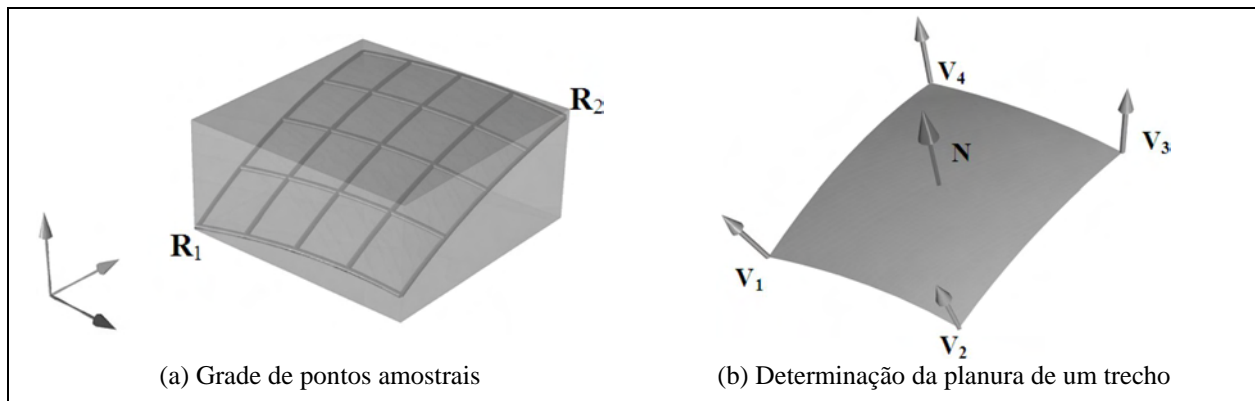 R1
R2
V4
V3
N
V1
V2
(a) Grade de pontos amostrais
(b) Determinação da planura de um trecho